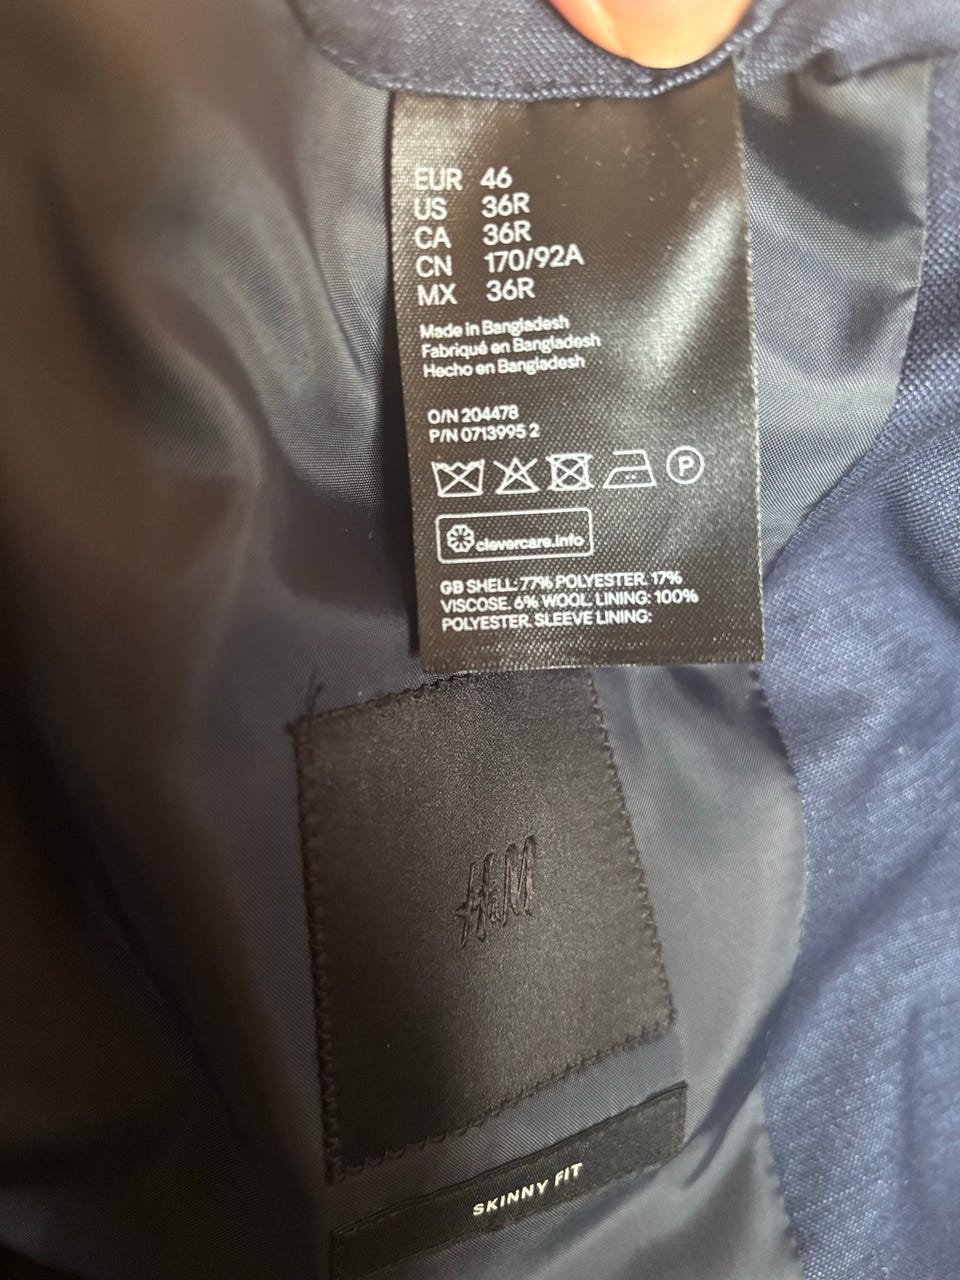 EUR 46
US 36R
CA 36R
CN 170/92A
MX 36R
Made in Bangladesh
Fabriqué en Bangladesh
Hecho en Bangladesh
O/N 204478
P/N 0713995 2
P
clevercare.info
GB SHELL: 77% POLYESTER. 17%
VISCOSE. 6% WOOL. LINING: 100%
POLYESTER. SLEEVE LINING:
H&M
SKINNY FIT